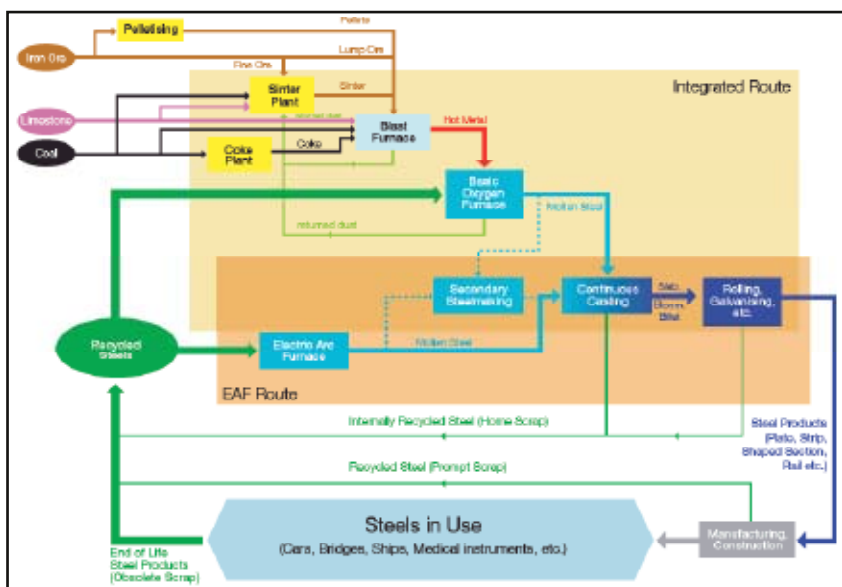 Pellets
Pelletising
Iron Ore
Lump Ore
Fine Ore
Sinter
Plant
Sinter
Integrated Route
Limestone
Blast
Furnace
Hot Metal
Coal
Coke
Plant
Coke
Basic
Oxygen
Furnace
Molten Steel
returned dust
Secondary
Steelmaking
Continuous
Casting
Slab,
Bloom,
Billet
Rolling,
Galvanising,
etc.
Recycled
Steels
Electric Arc
Furnace
Molten Steel
EAF Route
Internally Recycled Steel (Home Scrap)
Steel Products
(Plate, Strip,
Shaped Section,
Rail etc.)
Recycled Steel (Prompt Scrap)
Steels in Use
(Cars, Bridges, Ships, Medical instruments, etc.)
Manufacturing,
Construction
End of Life
Steel Products
(Obsolete Scrap)